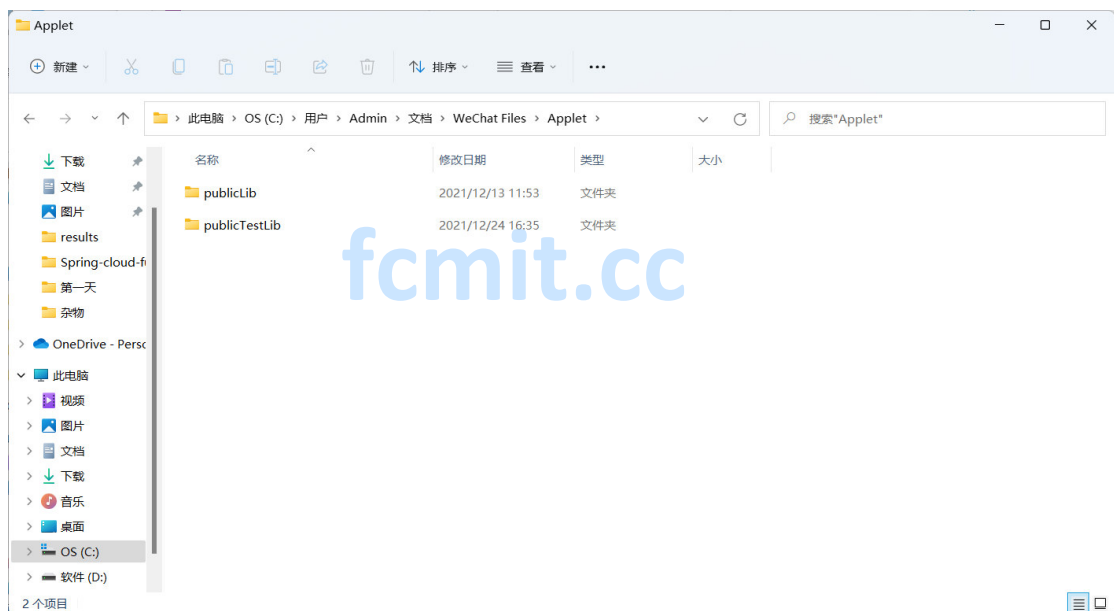 Applet
新建
排序
查看
此电脑 › OS (C:) › 用户 › Admin › 文档 › WeChat Files › Applet ›
搜索"Applet"
名称 修改日期 类型 大小
publicLib 2021/12/13 11:53 文件夹
publicTestLib 2021/12/24 16:35 文件夹
fcmit.cc
下载
文档
图片
results
Spring-cloud-f
第一天
杂物
OneDrive - Perso
此电脑
视频
图片
文档
下载
音乐
桌面
OS (C:)
软件 (D:)
2 个项目